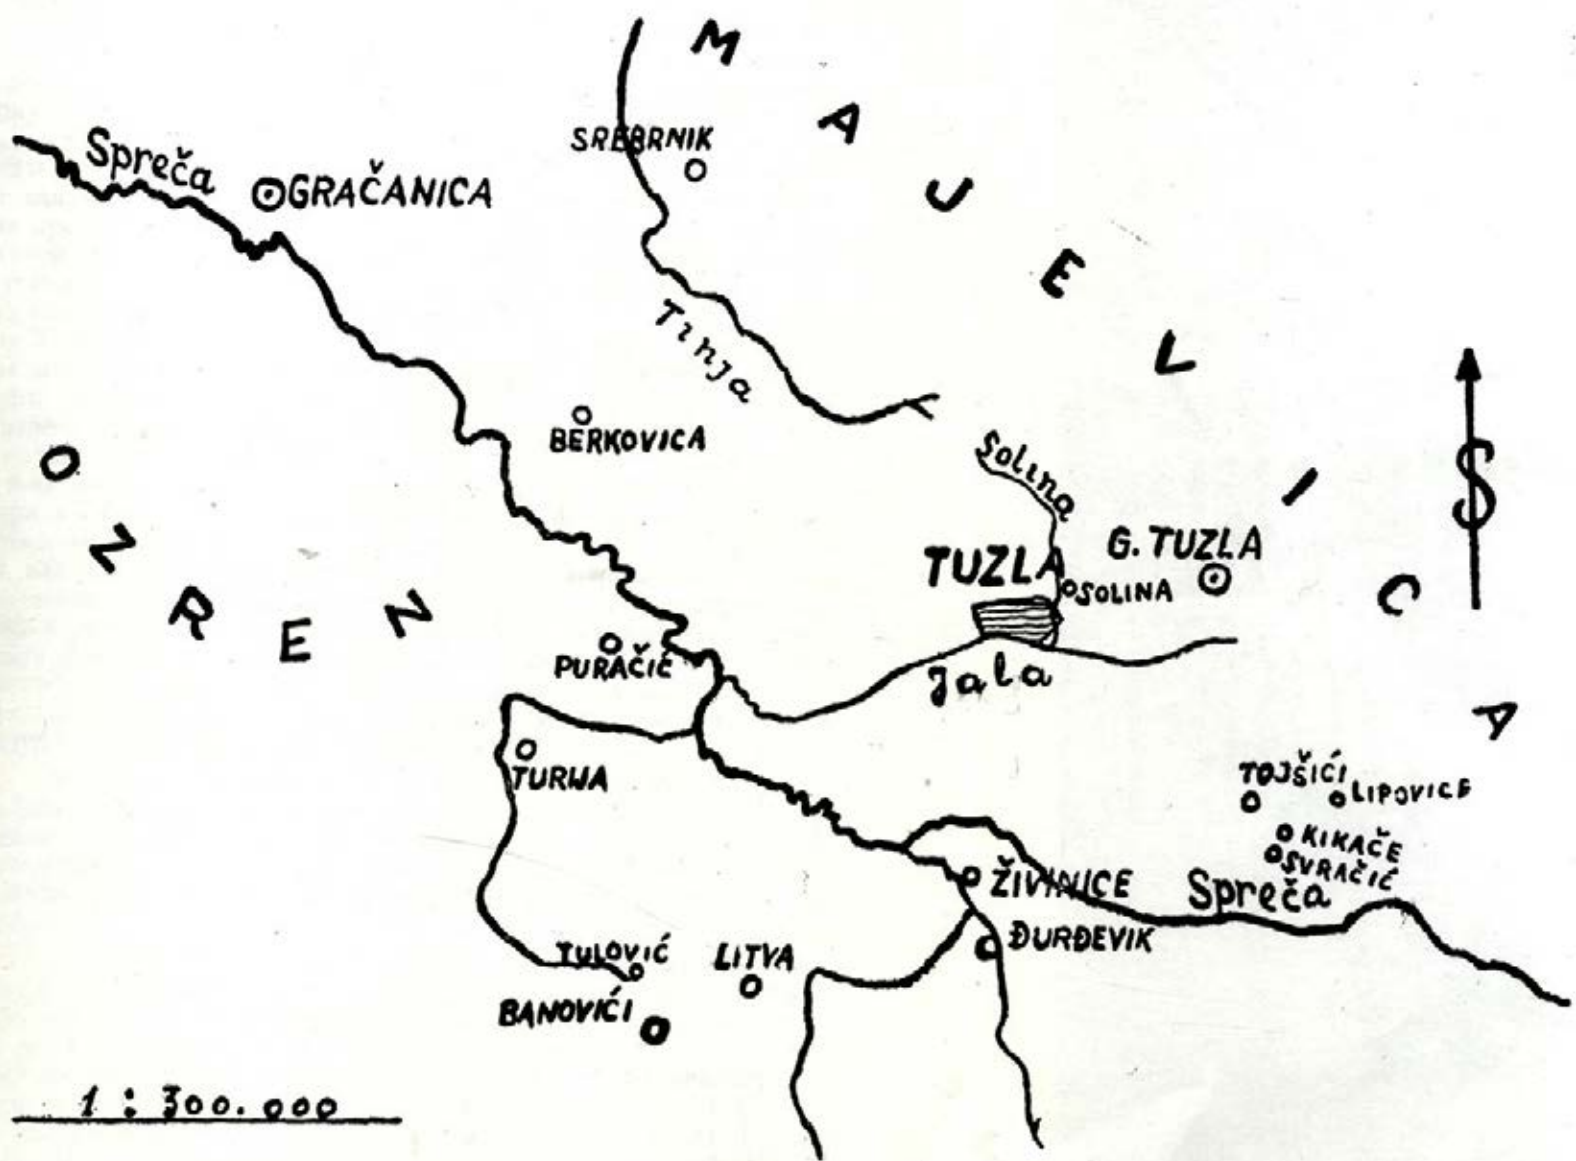 MAJEVICA
SREBRNIK
Spreča
GRAČANICA
Tinja
BERKOVICA
OZREN
Solina
G. TUZLA
TUZLA
SOLINA
S
PURAČIĆ
Jala
TURIJA
TOJŠIĆI
LIPOVICE
KIKAČE
SVRAČIĆ
ŽIVINICE
Spreča
ĐURĐEVIK
TULOVIĆ
LITVA
BANOVIĆI
1:300.000